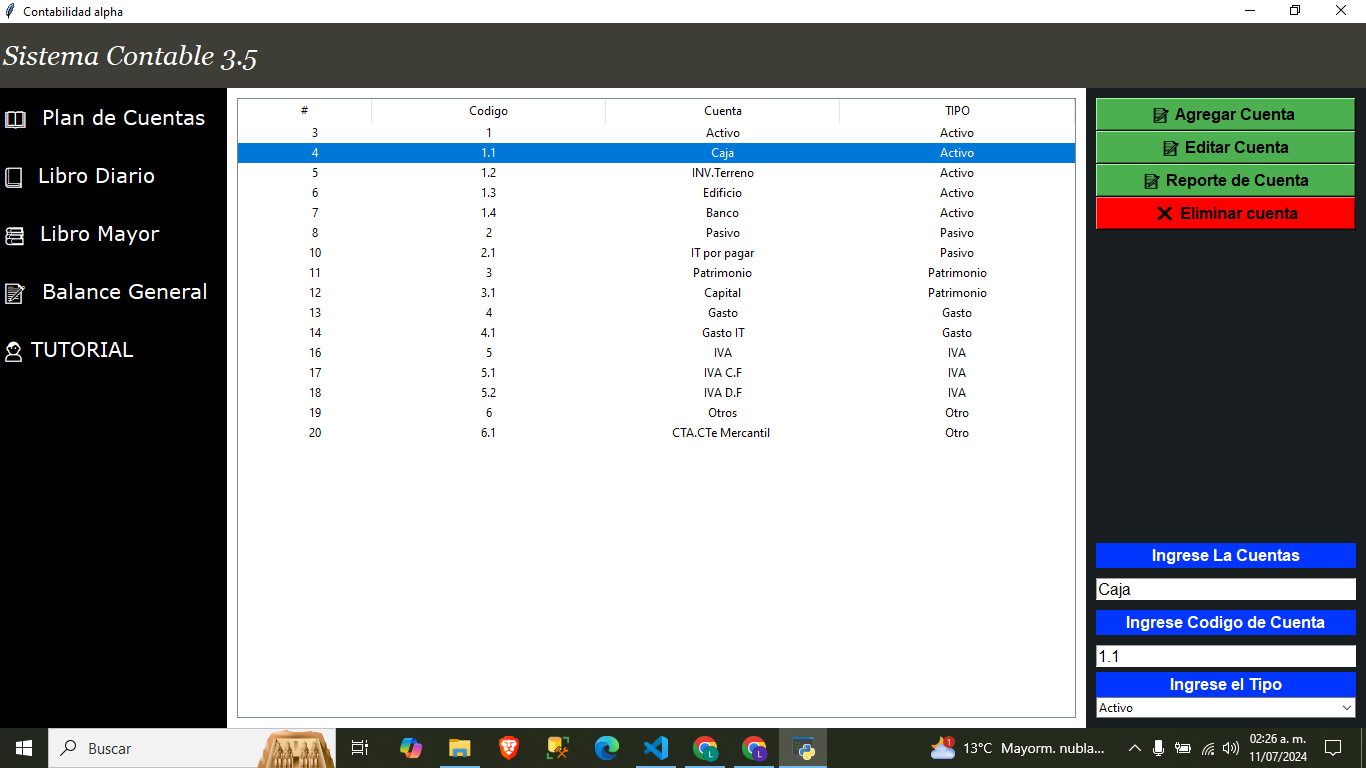 Contabilidad alpha
Sistema Contable 3.5
Plan de Cuentas
Libro Diario
Libro Mayor
Balance General
TUTORIAL
# Codigo Cuenta TIPO
3 1 Activo Activo
4 1.1 Caja Activo
5 1.2 INV.Terreno Activo
6 1.3 Edificio Activo
7 1.4 Banco Activo
8 2 Pasivo Pasivo
10 2.1 IT por pagar Pasivo
11 3 Patrimonio Patrimonio
12 3.1 Capital Patrimonio
13 4 Gasto Gasto
14 4.1 Gasto IT Gasto
16 5 IVA IVA
17 5.1 IVA C.F IVA
18 5.2 IVA D.F IVA
19 6 Otros Otro
20 6.1 CTA.CTe Mercantil Otro
Agregar Cuenta
Editar Cuenta
Reporte de Cuenta
Eliminar cuenta
Ingrese La Cuentas
Caja
Ingrese Codigo de Cuenta
1.1
Ingrese el Tipo
Activo
Buscar
L
L
1
13°C Mayorm. nubla...
02:26 a. m.
11/07/2024